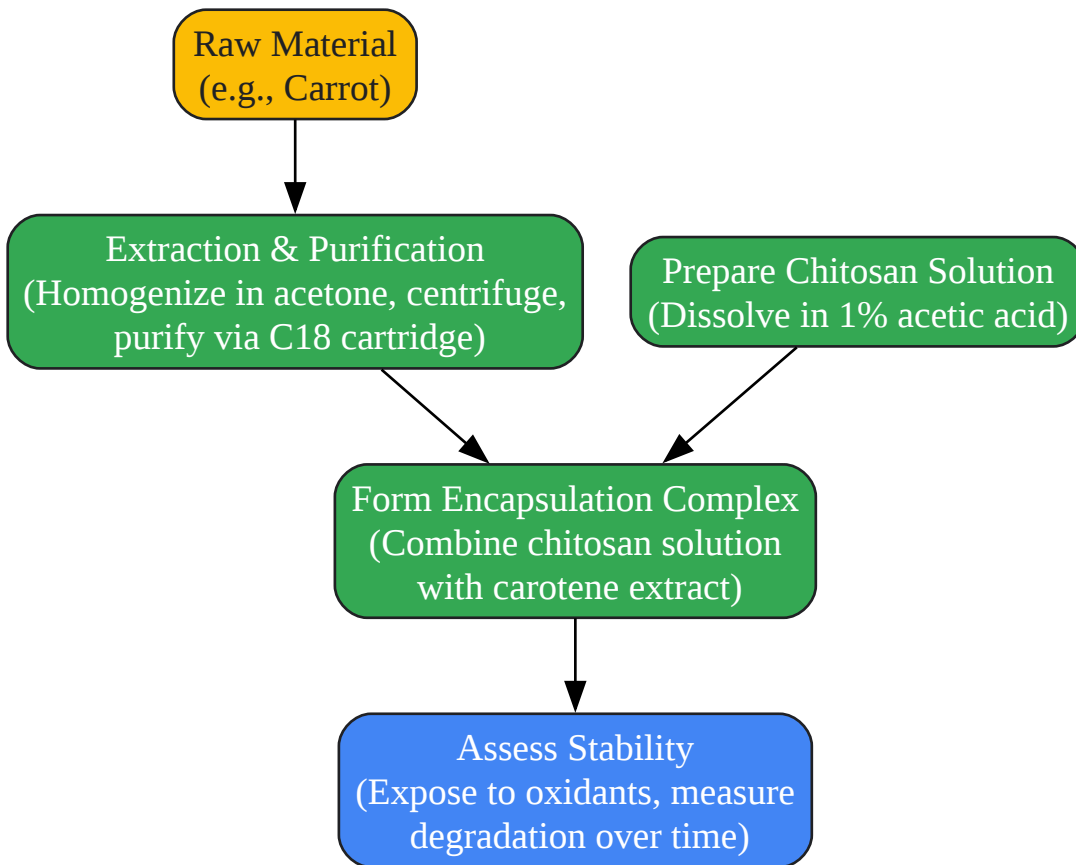 Raw Material
(e.g., Carrot)
Extraction & Purification
(Homogenize in acetone, centrifuge,
purify via C18 cartridge)
Prepare Chitosan Solution
(Dissolve in 1% acetic acid)
Form Encapsulation Complex
(Combine chitosan solution
with carotene extract)
Assess Stability
(Expose to oxidants, measure
degradation over time)